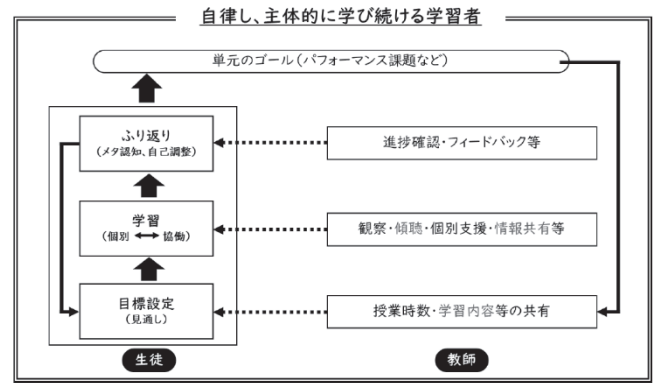 自律し、主体的に学び続ける学習者
単元のゴール(パフォーマンス課題など)
ふり返り
(メタ認知、自己調整)
進捗確認・フィードバック等
学習
(個別 ⟷ 協働)
観察・傾聴・個別支援・情報共有等
目標設定
(見通し)
授業時数・学習内容等の共有
生徒
教師